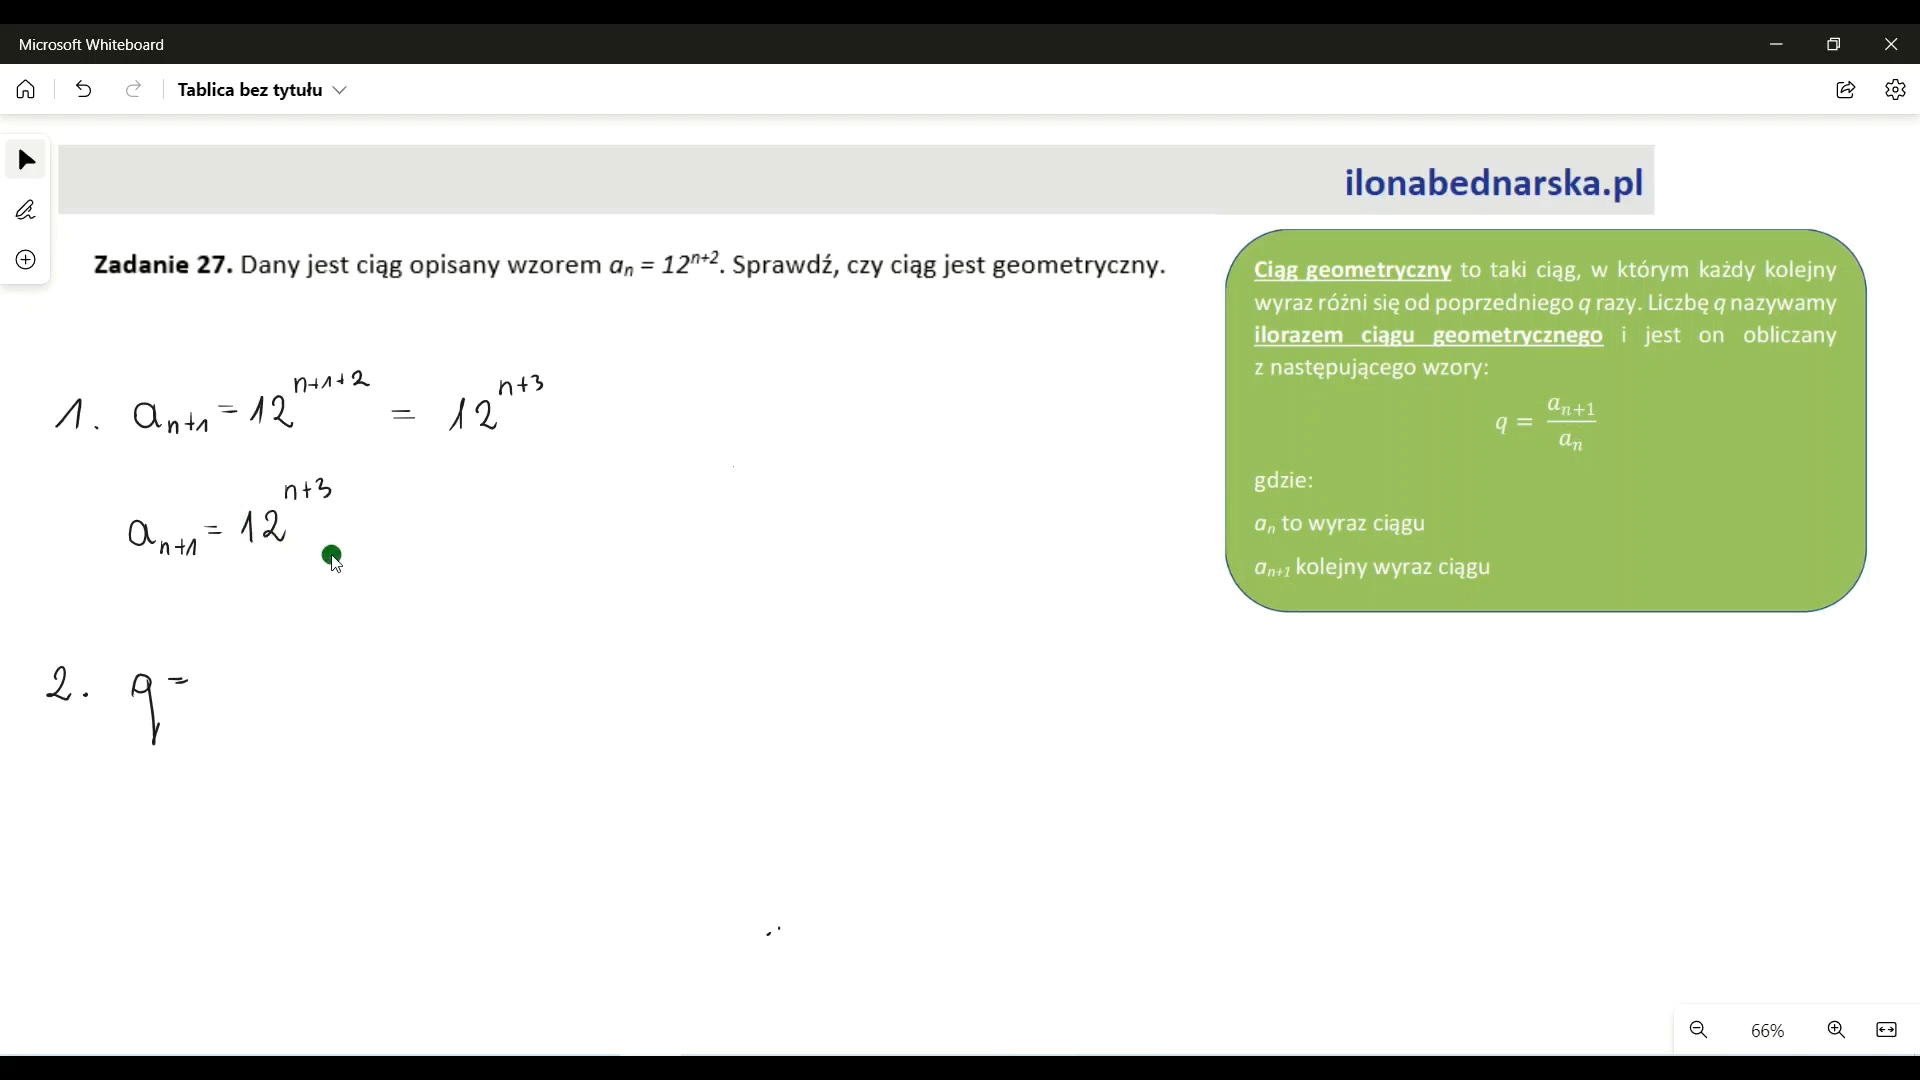 Microsoft Whiteboard
Tablica bez tytułu
ilonabednarska.pl
Zadanie 27. Dany jest ciąg opisany wzorem aₙ = 12ⁿ⁺². Sprawdź, czy ciąg jest geometryczny.
Ciąg geometryczny to taki ciąg, w którym każdy kolejny
wyraz różni się od poprzedniego q razy. Liczbę q nazywamy
ilorazem ciągu geometrycznego i jest on obliczany
z następującego wzory:
q = aₙ₊₁ / aₙ
gdzie:
aₙ to wyraz ciągu
aₙ₊₁ kolejny wyraz ciągu
1. aₙ₊₁ = 12ⁿ⁺¹⁺² = 12ⁿ⁺³
aₙ₊₁ = 12ⁿ⁺³
2. q =
66%